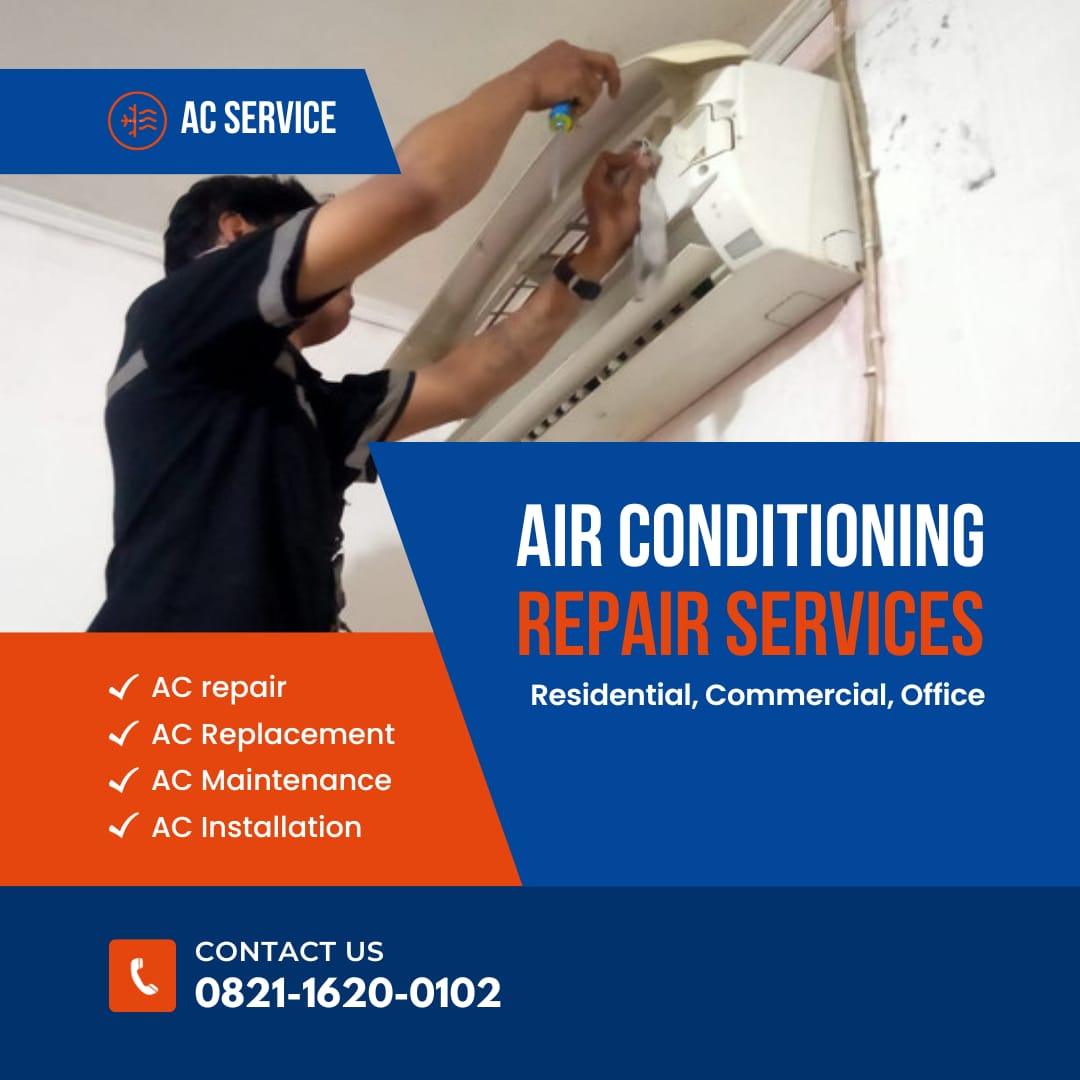 AC SERVICE
AIR CONDITIONING
REPAIR SERVICES
Residential, Commercial, Office
AC repair
AC Replacement
AC Maintenance
AC Installation
CONTACT US
0821-1620-0102